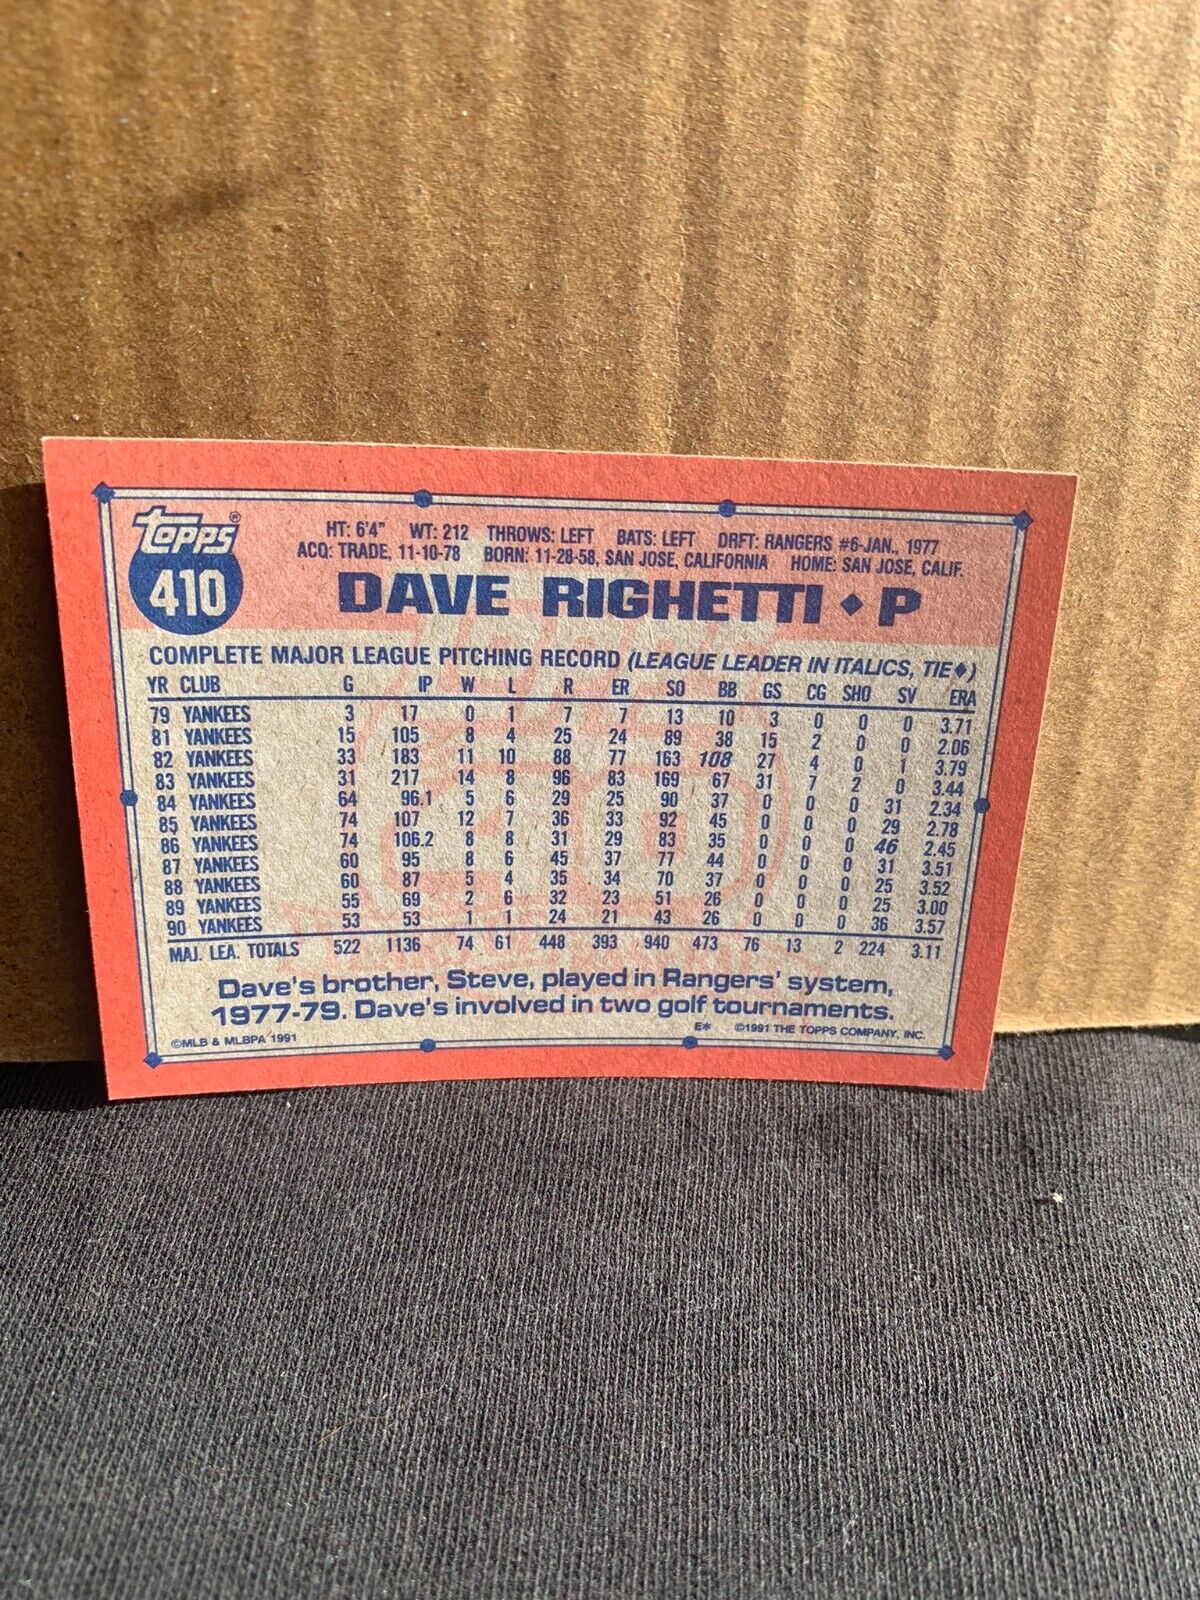 Topps®
410
HT: 6'4" WT: 212 THROWS: LEFT BATS: LEFT DRFT: RANGERS #6-JAN., 1977
ACQ: TRADE, 11-10-78 BORN: 11-28-58, SAN JOSE, CALIFORNIA HOME: SAN JOSE, CALIF.
DAVE RIGHETTI ◆ P
COMPLETE MAJOR LEAGUE PITCHING RECORD (LEAGUE LEADER IN ITALICS, TIE◆)
YR CLUB G IP W L R ER SO BB GS CG SHO SV ERA
79 YANKEES 3 17 0 1 7 7 13 10 3 0 0 0 3.71
81 YANKEES 15 105 8 4 25 24 89 38 15 2 0 0 2.06
82 YANKEES 33 183 11 10 88 77 163 108 27 4 0 1 3.79
83 YANKEES 31 217 14 8 96 83 169 67 31 7 2 0 3.44
84 YANKEES 64 96.1 5 6 29 25 90 37 0 0 0 31 2.34
85 YANKEES 74 107 12 7 36 33 92 45 0 0 0 29 2.78
86 YANKEES 74 106.2 8 8 31 29 83 35 0 0 0 46 2.45
87 YANKEES 60 95 8 6 45 37 77 44 0 0 0 31 3.51
88 YANKEES 60 87 5 4 35 34 70 37 0 0 0 25 3.52
89 YANKEES 55 69 2 6 32 23 51 26 0 0 0 25 3.00
90 YANKEES 53 53 1 1 24 21 43 26 0 0 0 36 3.57
MAJ. LEA. TOTALS 522 1136 74 61 448 393 940 473 76 13 2 224 3.11
Dave's brother, Steve, played in Rangers' system,
1977-79. Dave's involved in two golf tournaments.
©MLB & MLBPA 1991 E* ©1991 THE TOPPS COMPANY, INC.